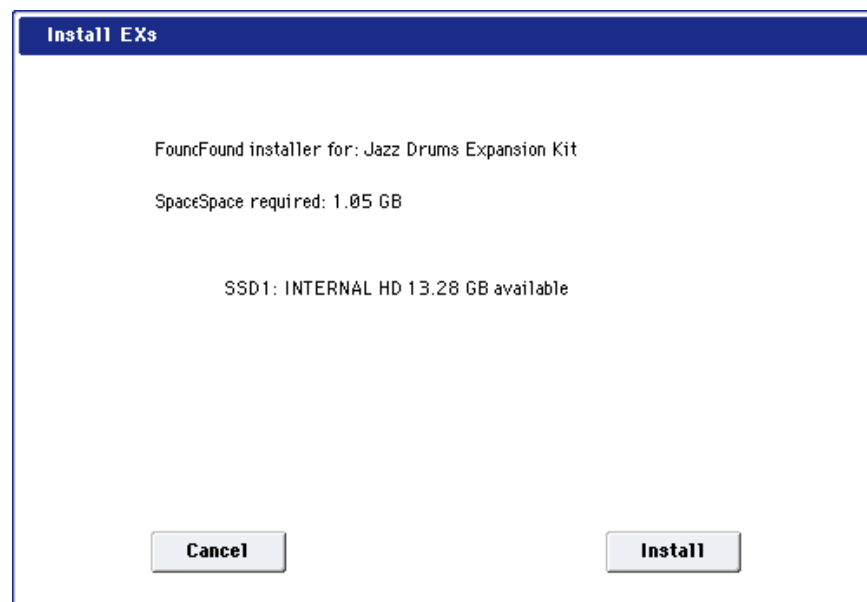 Install EXs
FouncFound installer for: Jazz Drums Expansion Kit
SpaceSpace required: 1.05 GB
SSD1: INTERNAL HD 13.28 GB available
Cancel
Install